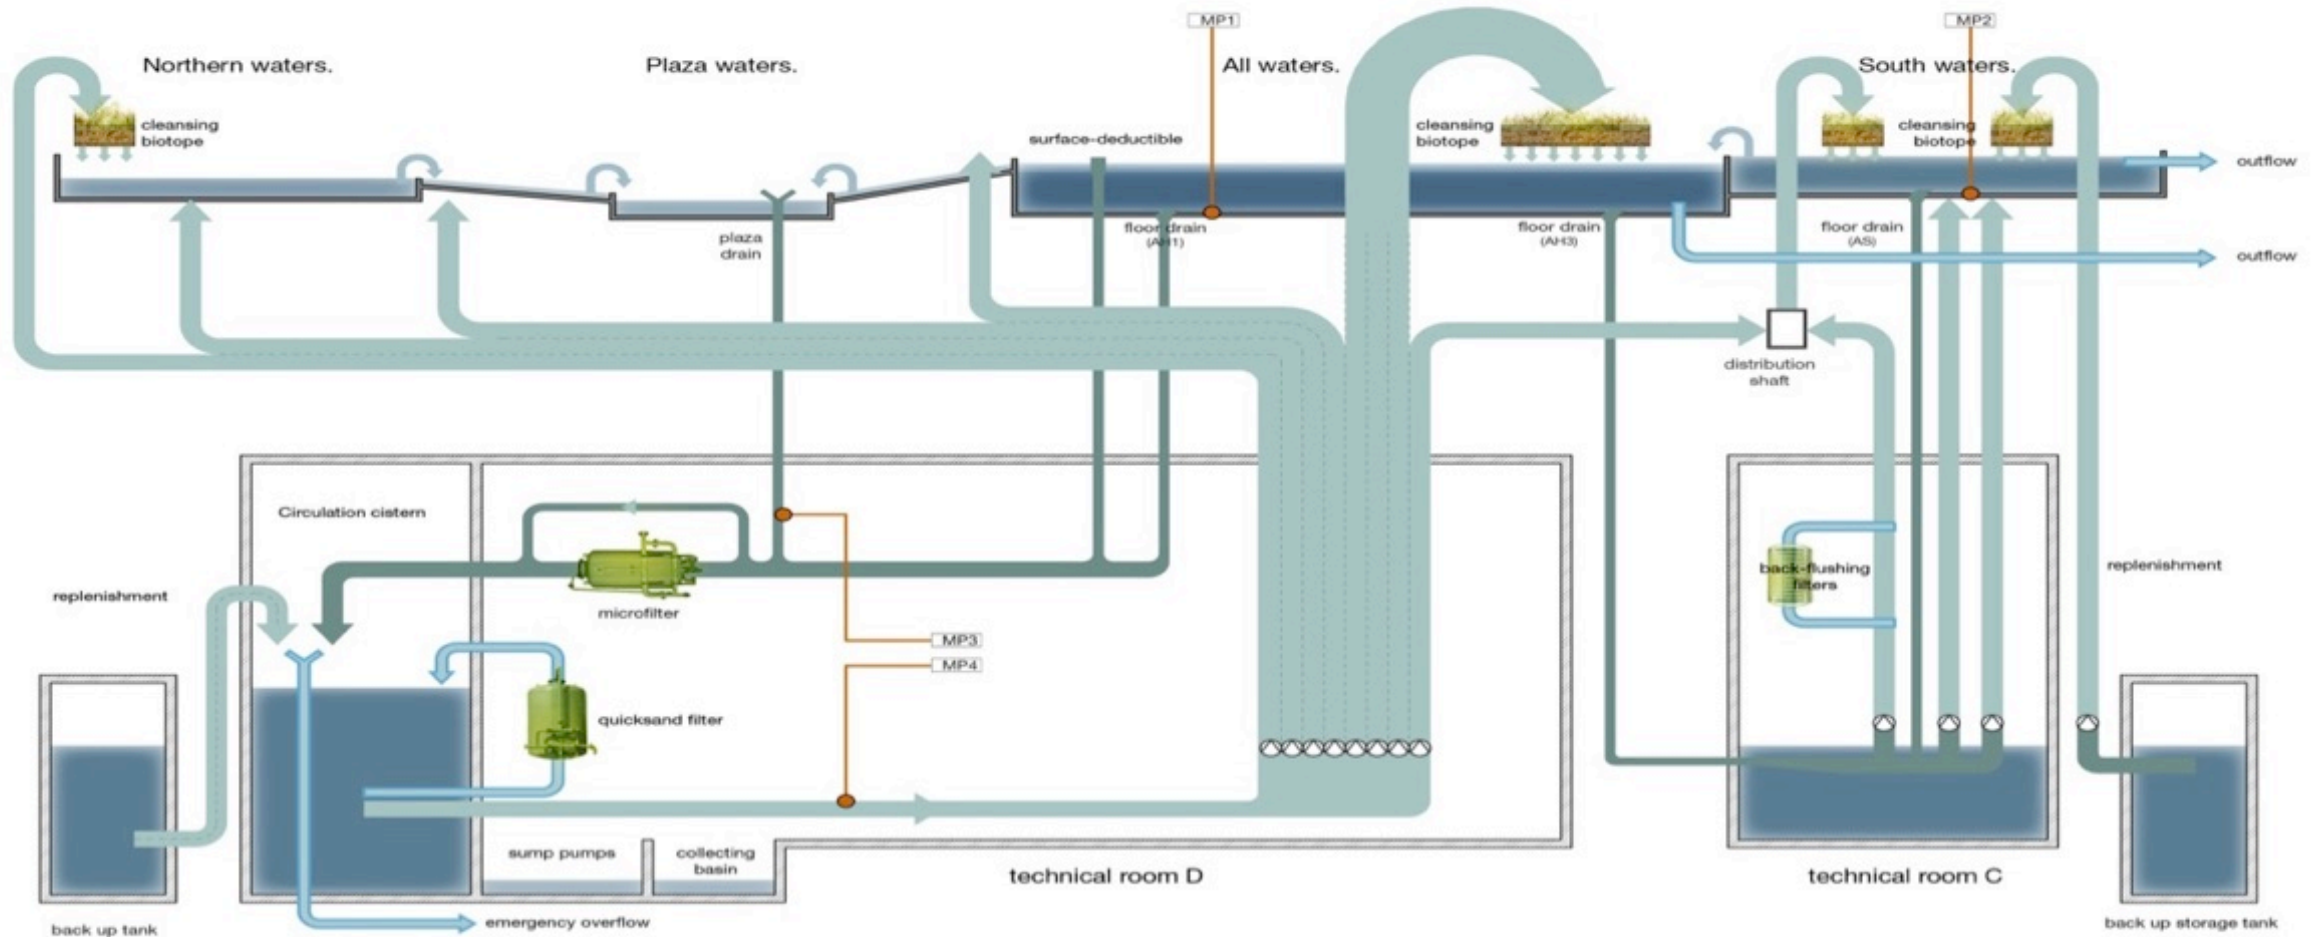 MP1
MP2
Northern waters.
Plaza waters.
All waters.
South waters.
cleansing
biotope
surface-deductible
cleansing
biotope
cleansing
biotope
outflow
plaza
drain
floor drain
(AH1)
floor drain
(AH3)
floor drain
(AS)
outflow
distribution
shaft
Circulation cistern
replenishment
microfilter
back-flushing
filters
replenishment
MP3
MP4
quicksand filter
sump pumps
collecting
basin
technical room D
technical room C
emergency overflow
back up tank
back up storage tank